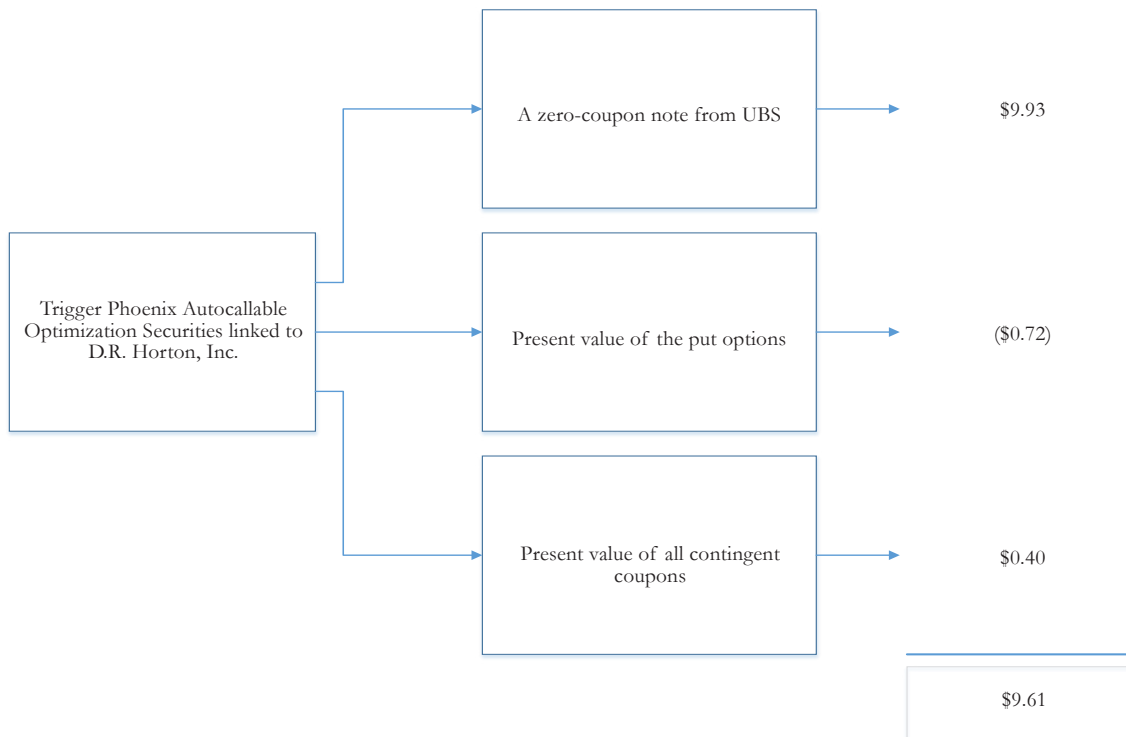 A zero-coupon note from UBS
$9.93
Trigger Phoenix Autocallable
Optimization Securities linked to
D.R. Horton, Inc.
Present value of the put options
($0.72)
Present value of all contingent
coupons
$0.40
$9.61